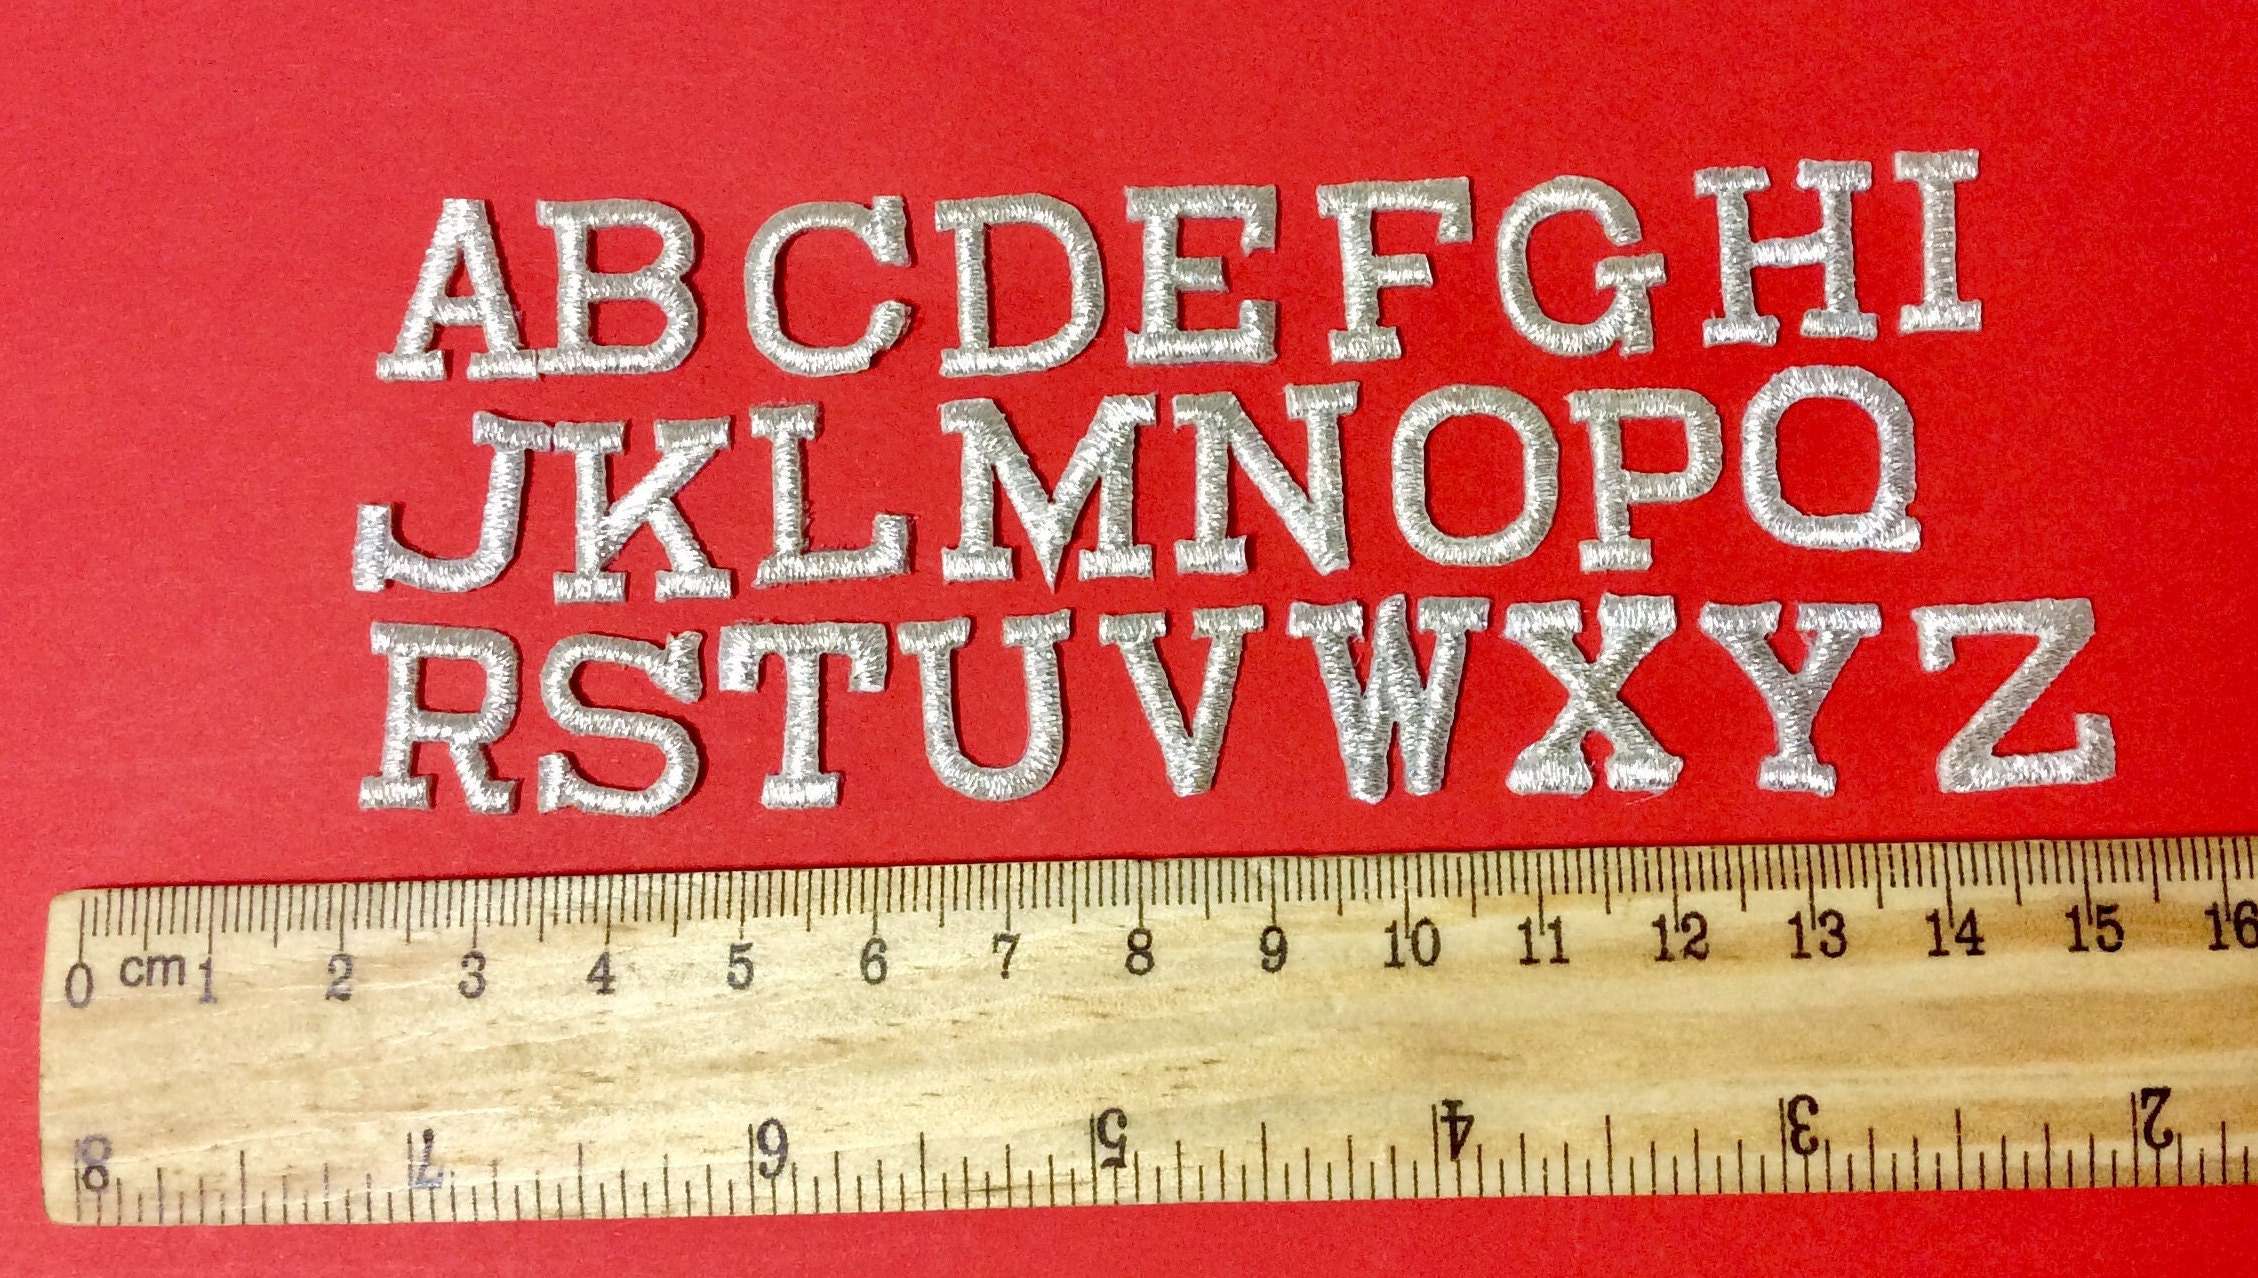 ABCDEFGHI
JKLMNOPQ
RSTUVWXYZ
0 cm 1 2 3 4 5 6 7 8 9 10 11 12 13 14 15 16
8 7 6 5 4 3 2